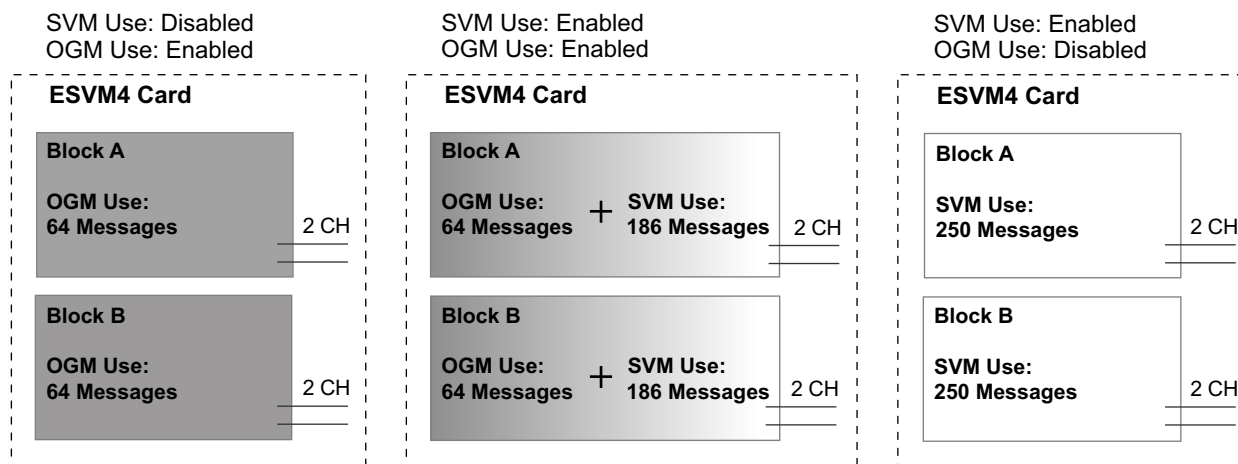 SVM Use: Disabled
OGM Use: Enabled
ESVM4 Card
Block A
OGM Use:
64 Messages
2 CH
Block B
OGM Use:
64 Messages
2 CH
SVM Use: Enabled
OGM Use: Enabled
ESVM4 Card
Block A
OGM Use:
64 Messages
+
SVM Use:
186 Messages
2 CH
Block B
OGM Use:
64 Messages
+
SVM Use:
186 Messages
2 CH
SVM Use: Enabled
OGM Use: Disabled
ESVM4 Card
Block A
SVM Use:
250 Messages
2 CH
Block B
SVM Use:
250 Messages
2 CH